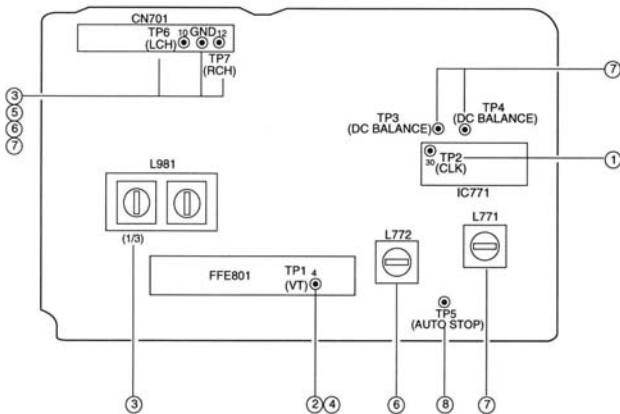 CN701
TP6 10 GND 12
(LCH)
TP7
(RCH)
③
⑤
⑥
⑦
⑦
TP3
(DC BALANCE)
TP4
(DC BALANCE)
30 TP2
(CLK)
①
IC771
L981
(1/3)
L772
L771
FFE801
TP1 4
(VT)
TP5
(AUTO STOP)
③
② ④
⑥
⑧
⑦